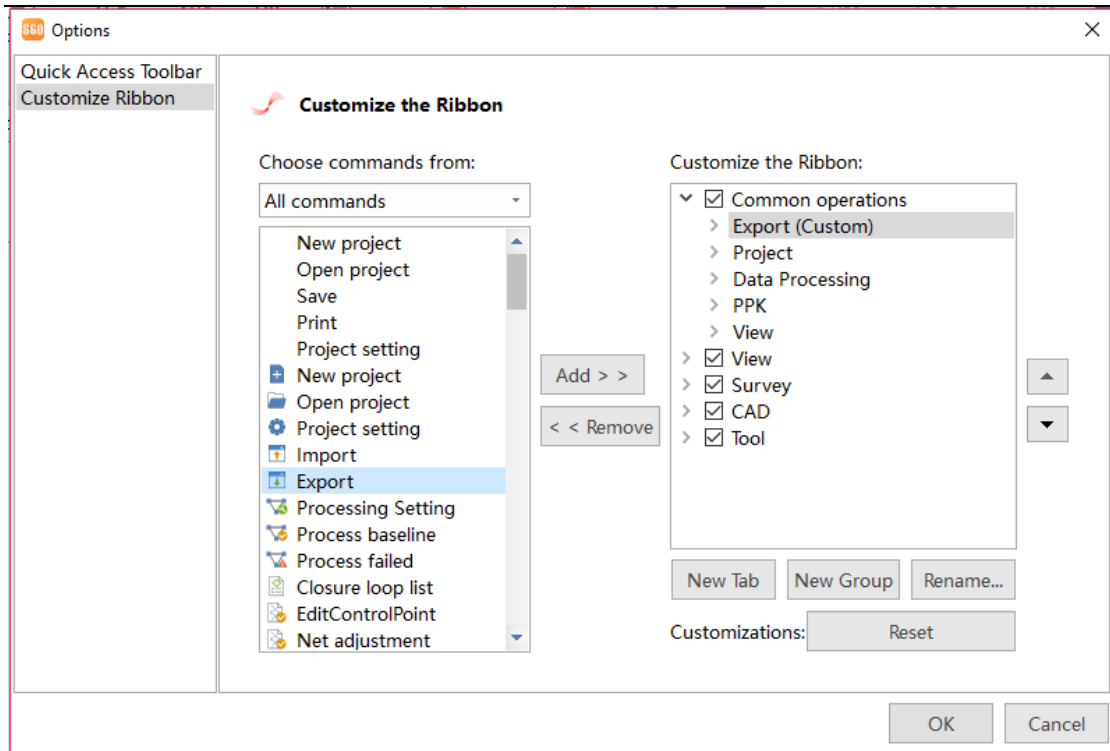 SGO Options
Quick Access Toolbar
Customize Ribbon
Customize the Ribbon
Choose commands from:
All commands
New project
Open project
Save
Print
Project setting
New project
Open project
Project setting
Import
Export
Processing Setting
Process baseline
Process failed
Closure loop list
EditControlPoint
Net adjustment
Add > >
< < Remove
Customize the Ribbon:
Common operations
Export (Custom)
Project
Data Processing
PPK
View
View
Survey
CAD
Tool
New Tab New Group Rename...
Customizations: Reset
OK Cancel